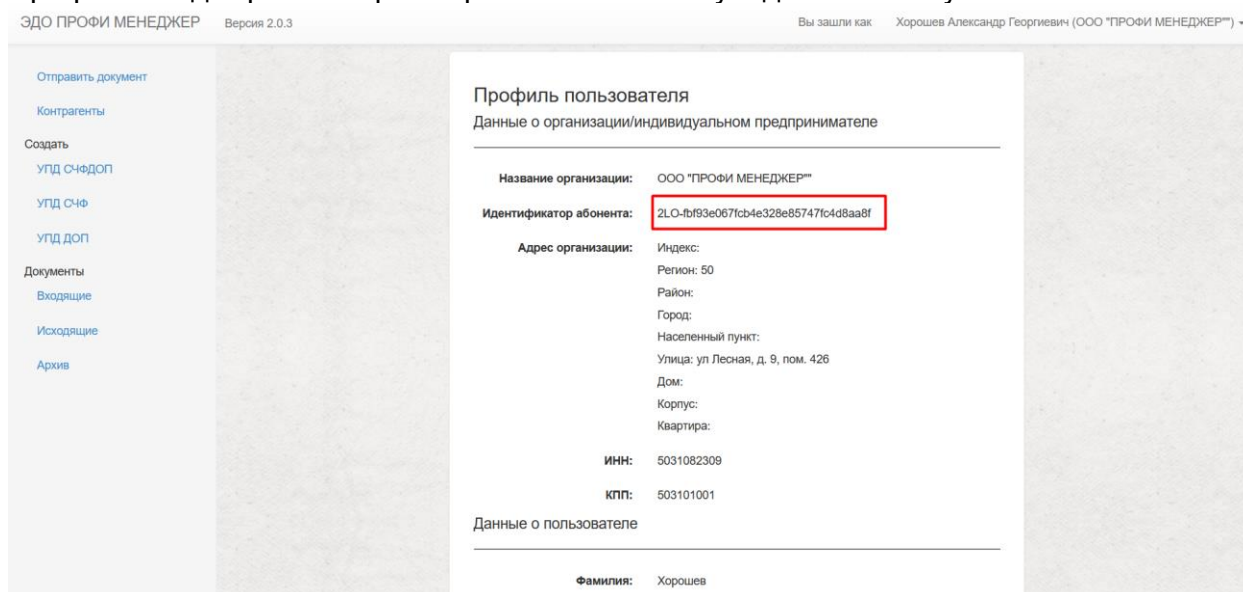 ЭДО ПРОФИ МЕНЕДЖЕР Версия 2.0.3 Вы зашли как Хорошев Александр Георгиевич (ООО "ПРОФИ МЕНЕДЖЕР"")
Отправить документ
Контрагенты
Создать
УПД СЧФДОП
УПД СЧФ
УПД ДОП
Документы
Входящие
Исходящие
Архив
Профиль пользователя
Данные о организации/индивидуальном предпринимателе
Название организации: ООО "ПРОФИ МЕНЕДЖЕР""
Идентификатор абонента: 2LO-fbf93e067fcb4e328e85747fc4d8aa8f
Адрес организации: Индекс:
Регион: 50
Район:
Город:
Населенный пункт:
Улица: ул Лесная, д. 9, пом. 426
Дом:
Корпус:
Квартира:
ИНН: 5031082309
КПП: 503101001
Данные о пользователе
Фамилия: Хорошев